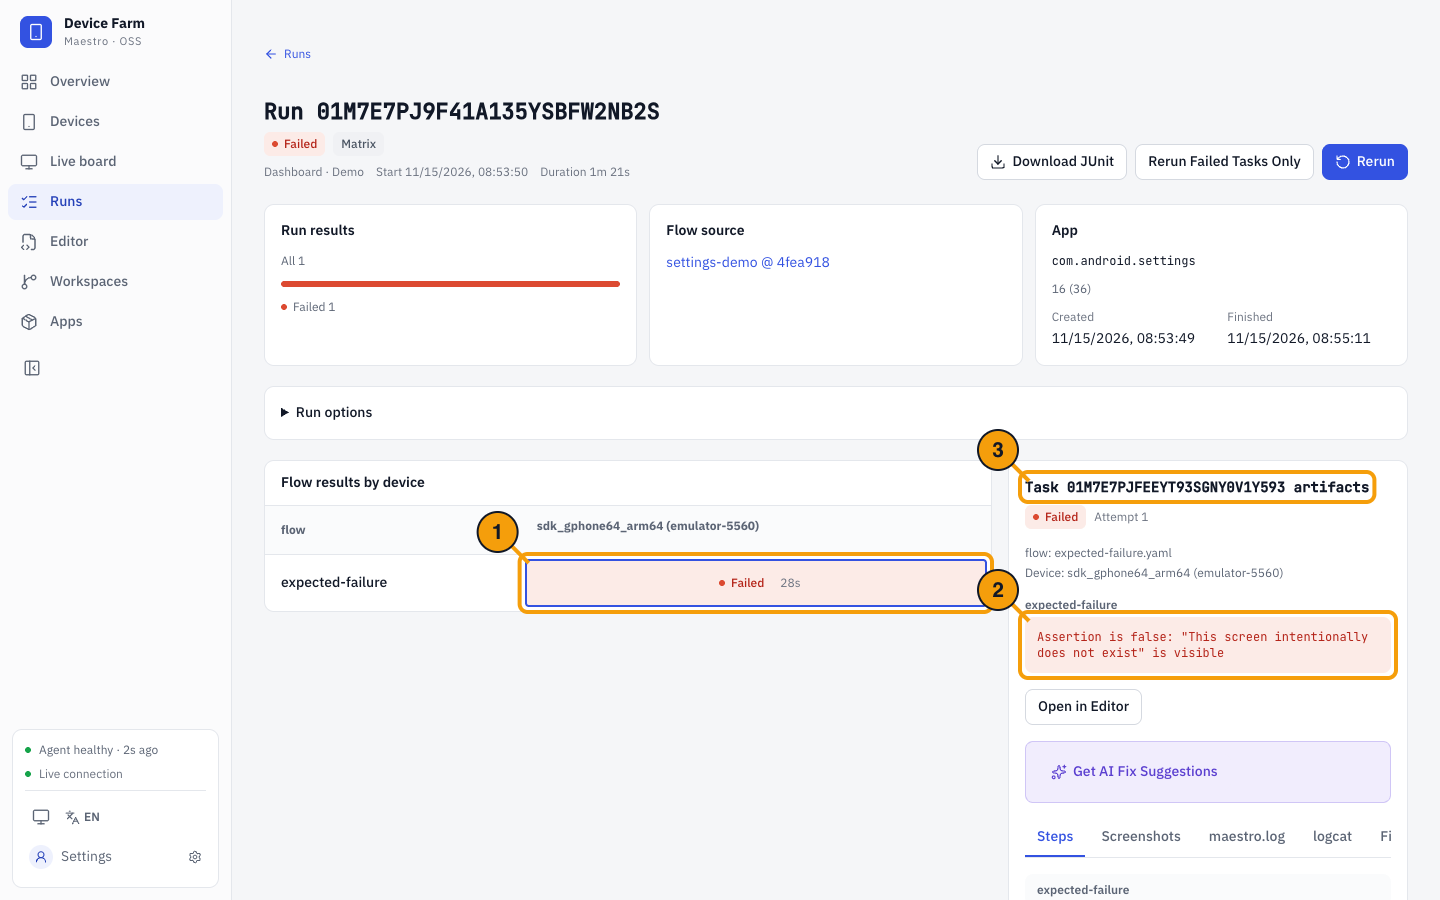 Device Farm
Maestro · OSS
Overview
Devices
Live board
Runs
Editor
Workspaces
Apps
Agent healthy · 2s ago
Live connection
EN
Settings
Runs
Run 01M7E7PJ9F41A135YSBFW2NB2S
Failed Matrix
Dashboard · Demo Start 11/15/2026, 08:53:50 Duration 1m 21s
Download JUnit
Rerun Failed Tasks Only
Rerun
Run results
All 1
Failed 1
Flow source
settings-demo @ 4fea918
App
com.android.settings
16 (36)
Created Finished
11/15/2026, 08:53:49 11/15/2026, 08:55:11
Run options
Flow results by device
flow sdk_gphone64_arm64 (emulator-5560)
1
expected-failure Failed 28s
3
Task 01M7E7PJFEEYT93SGNY0V1Y593 artifacts
Failed Attempt 1
flow: expected-failure.yaml
Device: sdk_gphone64_arm64 (emulator-5560)
2
expected-failure
Assertion is false: "This screen intentionally
does not exist" is visible
Open in Editor
Get AI Fix Suggestions
Steps Screenshots maestro.log logcat Fi
expected-failure